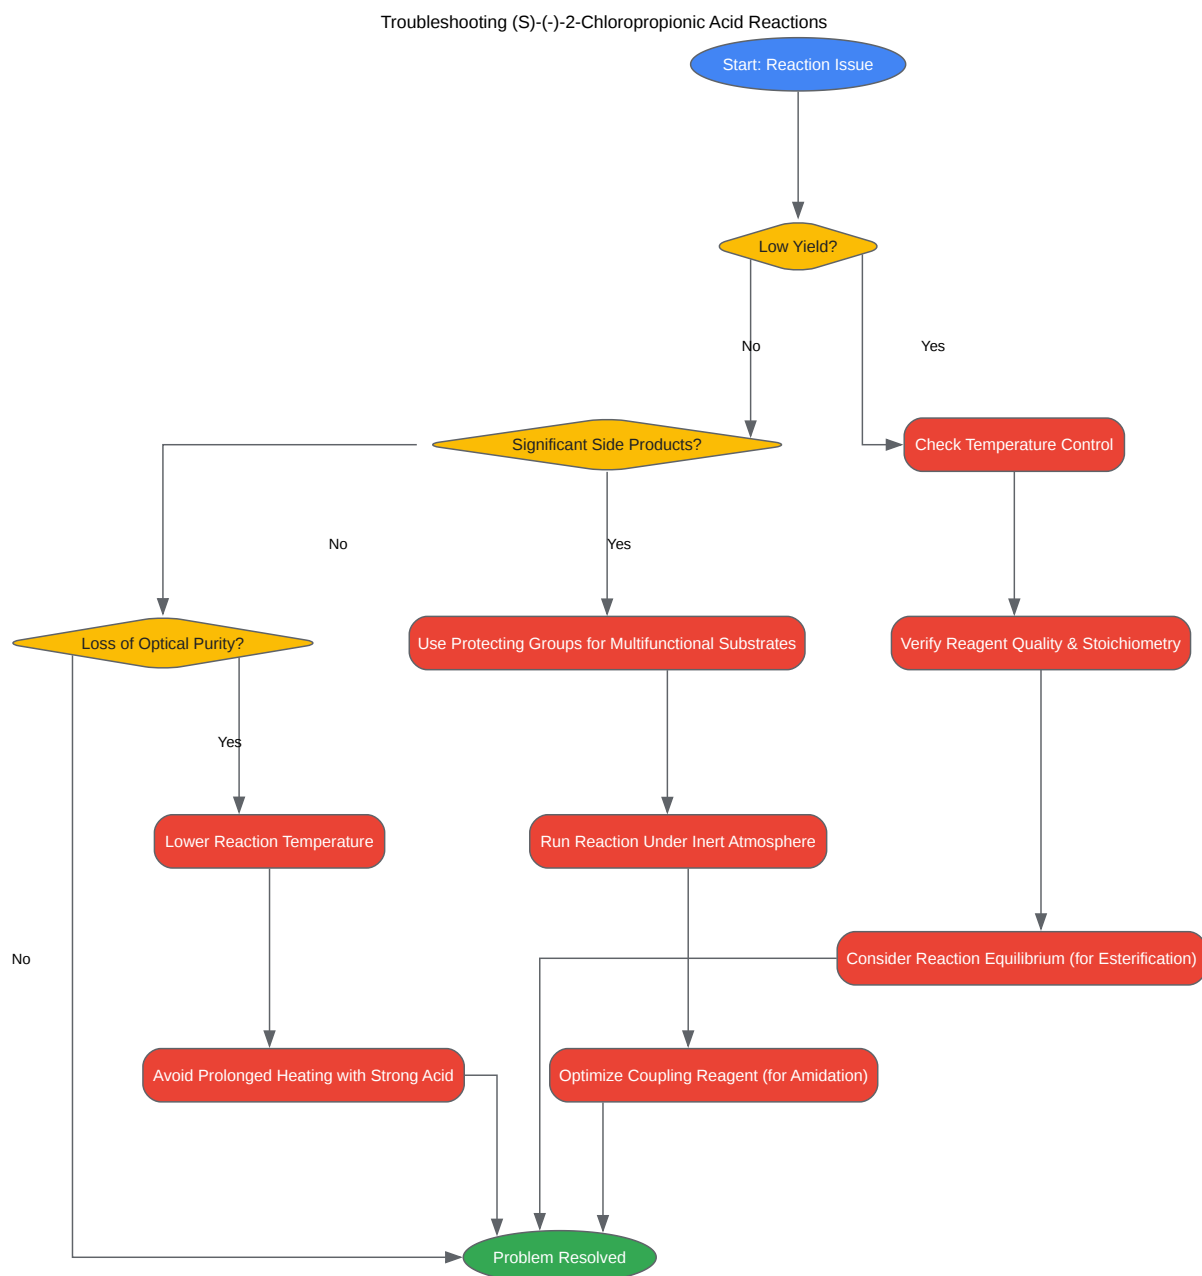 Troubleshooting (S)-(-)-2-Chloropropionic Acid Reactions
Start: Reaction Issue
Low Yield?
No
Yes
Significant Side Products?
Check Temperature Control
No
Yes
Loss of Optical Purity?
Use Protecting Groups for Multifunctional Substrates
Verify Reagent Quality & Stoichiometry
Yes
Lower Reaction Temperature
Run Reaction Under Inert Atmosphere
No
Consider Reaction Equilibrium (for Esterification)
Avoid Prolonged Heating with Strong Acid
Optimize Coupling Reagent (for Amidation)
Problem Resolved